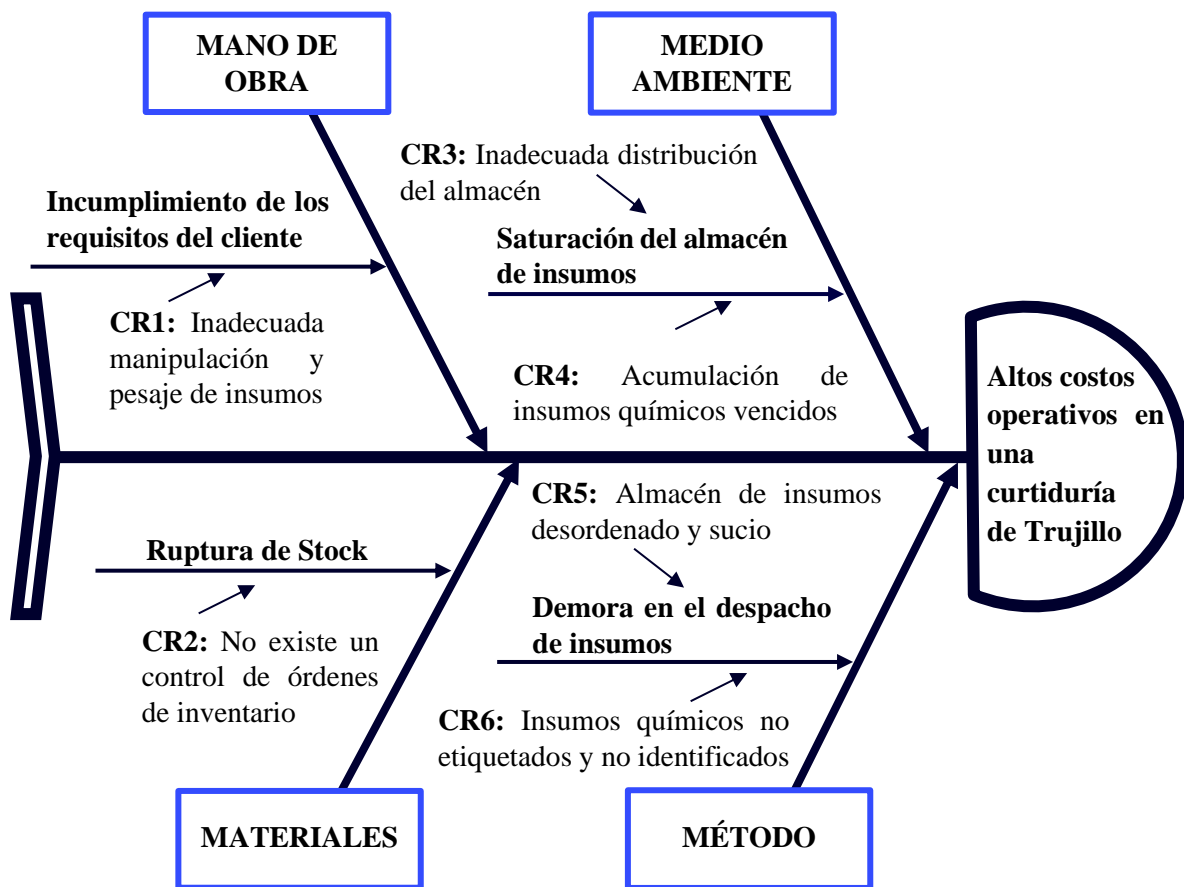 MANO DE
OBRA
MEDIO
AMBIENTE
CR3: Inadecuada distribución
del almacén
Incumplimiento de los
requisitos del cliente
Saturación del almacén
de insumos
CR1: Inadecuada
manipulación y
pesaje de insumos
CR4: Acumulación de
insumos químicos vencidos
Altos costos
operativos en
una
curtiduría
de Trujillo
CR5: Almacén de insumos
desordenado y sucio
Ruptura de Stock
Demora en el despacho
de insumos
CR2: No existe un
control de órdenes
de inventario
CR6: Insumos químicos no
etiquetados y no identificados
MATERIALES
MÉTODO